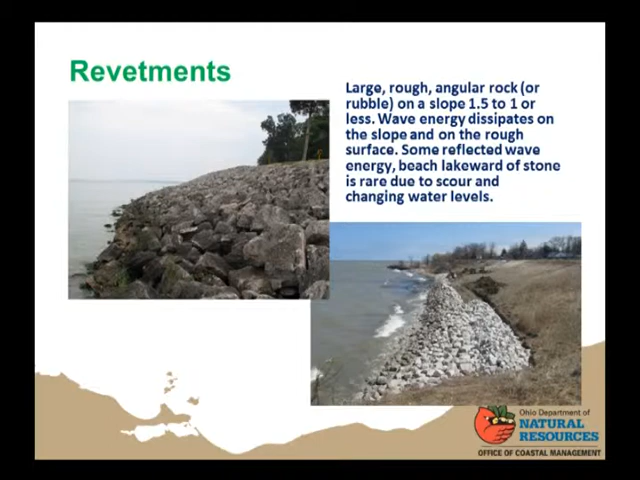 Revetments
Large, rough, angular rock (or
rubble) on a slope 1.5 to 1 or
less. Wave energy dissipates on
the slope and on the rough
surface. Some reflected wave
energy, beach lakeward of stone
is rare due to scour and
changing water levels.
Ohio Department of
NATURAL
RESOURCES
OFFICE OF COASTAL MANAGEMENT